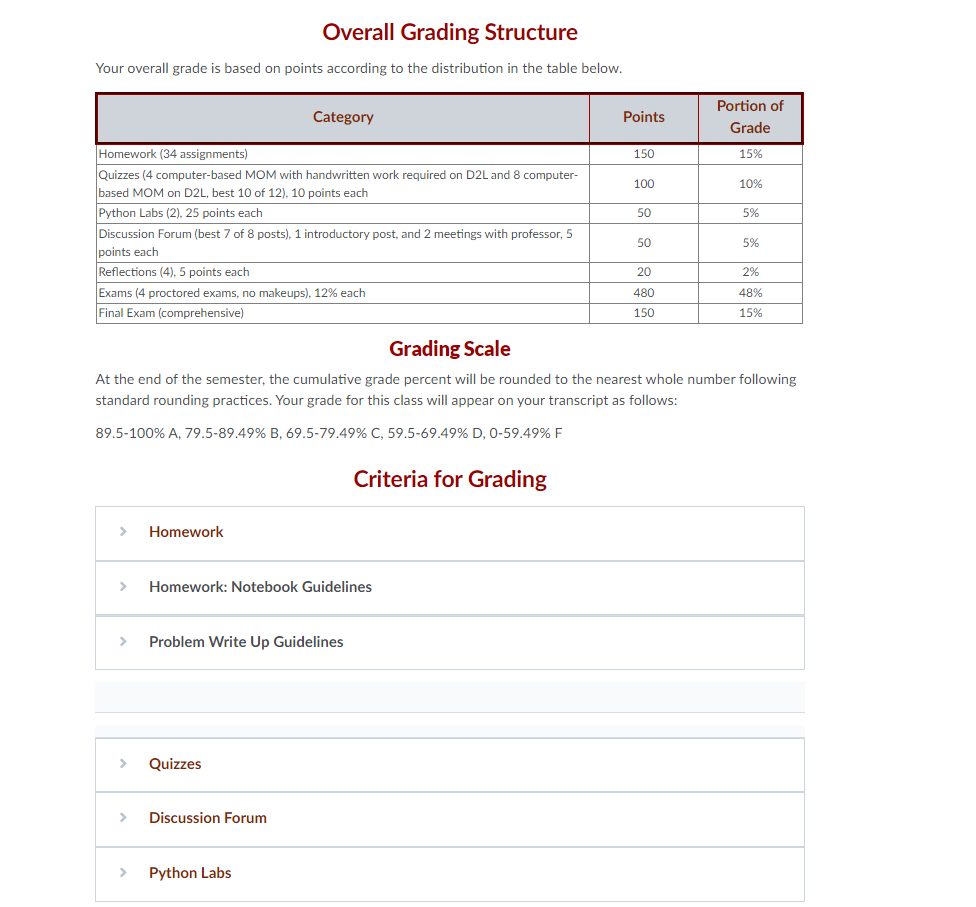 Overall Grading Structure
Your overall grade is based on points according to the distribution in the table below.
Category Points Portion of
Grade
Homework (34 assignments) 150 15%
Quizzes (4 computer-based MOM with handwritten work required on D2L and 8 computer-
based MOM on D2L, best 10 of 12), 10 points each 100 10%
Python Labs (2), 25 points each 50 5%
Discussion Forum (best 7 of 8 posts), 1 introductory post, and 2 meetings with professor, 5
points each 50 5%
Reflections (4), 5 points each 20 2%
Exams (4 proctored exams, no makeups), 12% each 480 48%
Final Exam (comprehensive) 150 15%
Grading Scale
At the end of the semester, the cumulative grade percent will be rounded to the nearest whole number following
standard rounding practices. Your grade for this class will appear on your transcript as follows:
89.5-100% A, 79.5-89.49% B, 69.5-79.49% C, 59.5-69.49% D, 0-59.49% F
Criteria for Grading
Homework
Homework: Notebook Guidelines
Problem Write Up Guidelines
Quizzes
Discussion Forum
Python Labs